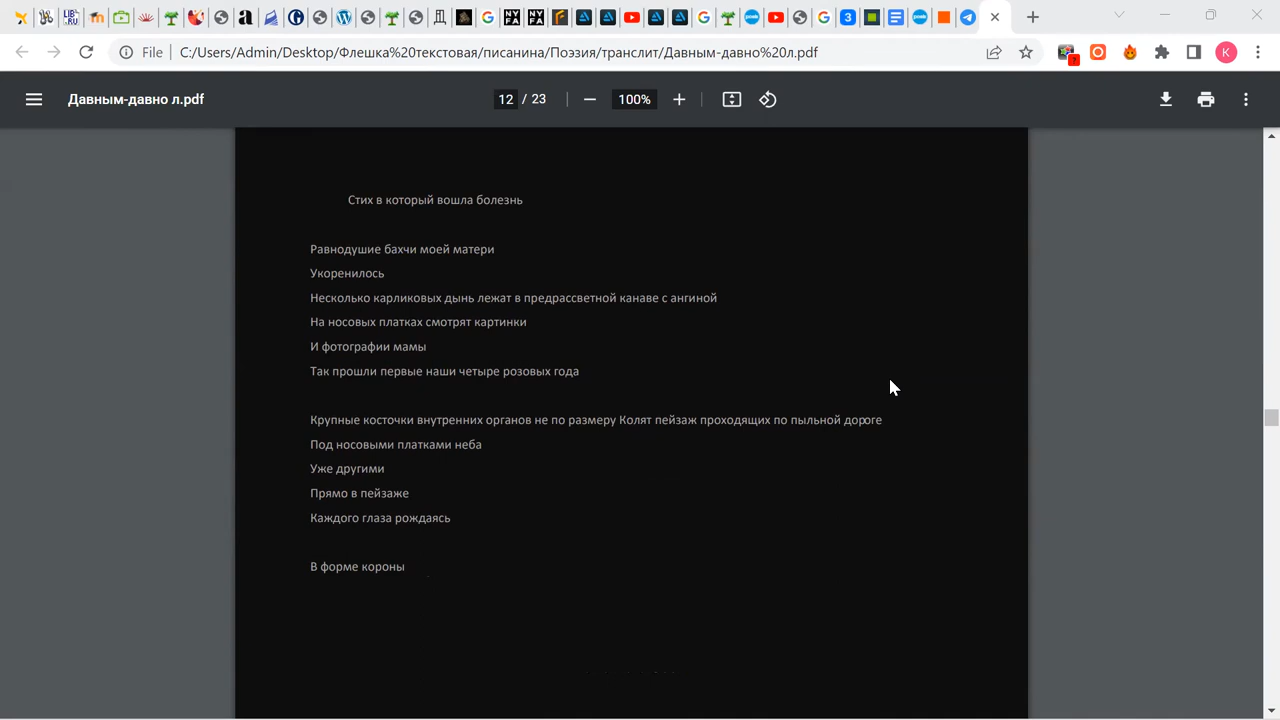 File
C:/Users/Admin/Desktop/Флешка%20текстовая/писанина/Поэзия/транслит/Давным-давно%20л.pdf
Давным-давно л.pdf
12 / 23
100%
Стих в который вошла болезнь
Равнодушие бахчи моей матери
Укоренилось
Несколько карликовых дынь лежат в предрассветной канаве с ангиной
На носовых платках смотрят картинки
И фотографии мамы
Так прошли первые наши четыре розовых года
Крупные косточки внутренних органов не по размеру Колят пейзаж проходящих по пыльной дороге
Под носовыми платками неба
Уже другими
Прямо в пейзаже
Каждого глаза рождаясь
В форме короны